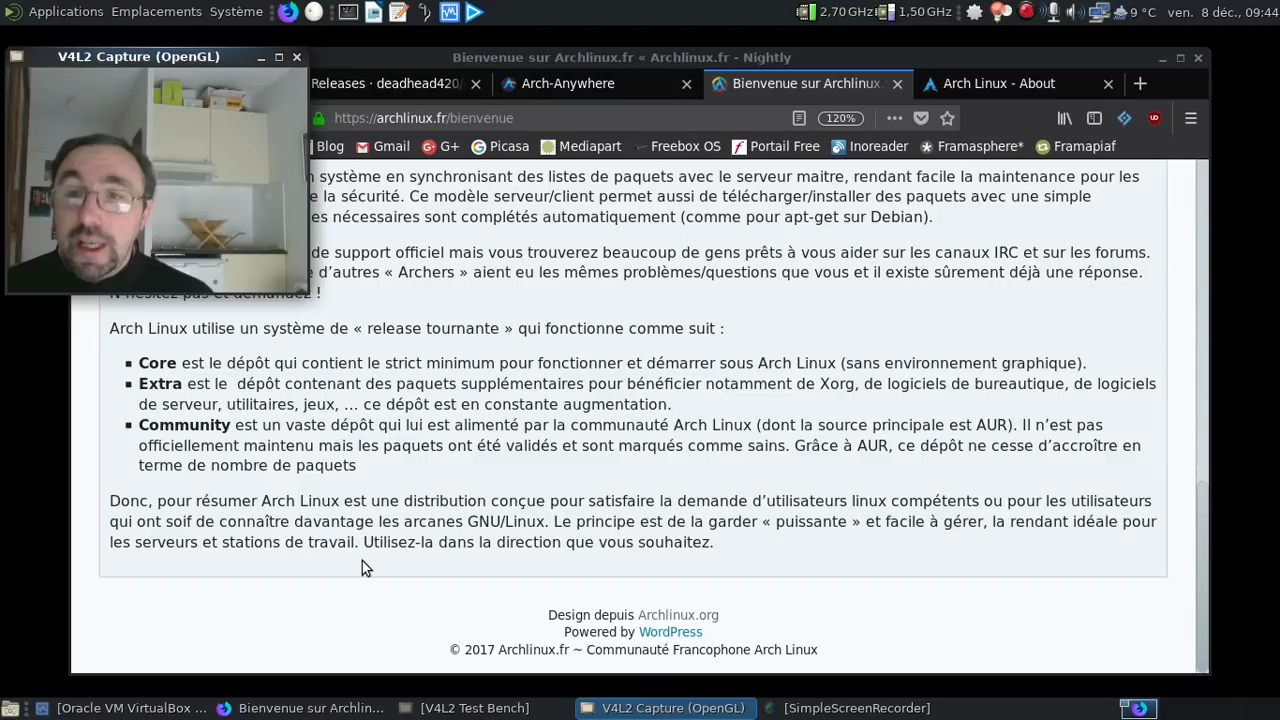 Applications Emplacements Système 2,70 GHz 1,50 GHz 9 °C ven. 8 déc., 09:44
V4L2 Capture (OpenGL)
Bienvenue sur Archlinux.fr « Archlinux.fr - Nightly
Releases · deadhead420/ Arch-Anywhere Bienvenue sur Archlinux. Arch Linux - About
https://archlinux.fr/bienvenue 120%
Blog Gmail G+ Picasa Mediapart Freebox OS Portail Free Inoreader Framasphere* Framapiaf
système en synchronisant des listes de paquets avec le serveur maitre, rendant facile la maintenance pour les
la sécurité. Ce modèle serveur/client permet aussi de télécharger/installer des paquets avec une simple
es nécessaires sont complétés automatiquement (comme pour apt-get sur Debian).
de support officiel mais vous trouverez beaucoup de gens prêts à vous aider sur les canaux IRC et sur les forums.
d’autres « Archers » aient eu les mêmes problèmes/questions que vous et il existe sûrement déjà une réponse.
N’hésitez pas et demandez !
Arch Linux utilise un système de « release tournante » qui fonctionne comme suit :
Core est le dépôt qui contient le strict minimum pour fonctionner et démarrer sous Arch Linux (sans environnement graphique).
Extra est le dépôt contenant des paquets supplémentaires pour bénéficier notamment de Xorg, de logiciels de bureautique, de logiciels
de serveur, utilitaires, jeux, … ce dépôt est en constante augmentation.
Community est un vaste dépôt qui lui est alimenté par la communauté Arch Linux (dont la source principale est AUR). Il n’est pas
officiellement maintenu mais les paquets ont été validés et sont marqués comme sains. Grâce à AUR, ce dépôt ne cesse d’accroître en
terme de nombre de paquets
Donc, pour résumer Arch Linux est une distribution conçue pour satisfaire la demande d’utilisateurs linux compétents ou pour les utilisateurs
qui ont soif de connaître davantage les arcanes GNU/Linux. Le principe est de la garder « puissante » et facile à gérer, la rendant idéale pour
les serveurs et stations de travail. Utilisez-la dans la direction que vous souhaitez.
Design depuis Archlinux.org
Powered by WordPress
© 2017 Archlinux.fr ~ Communauté Francophone Arch Linux
[Oracle VM VirtualBox ... Bienvenue sur Archlin... [V4L2 Test Bench] V4L2 Capture (OpenGL) [SimpleScreenRecorder]